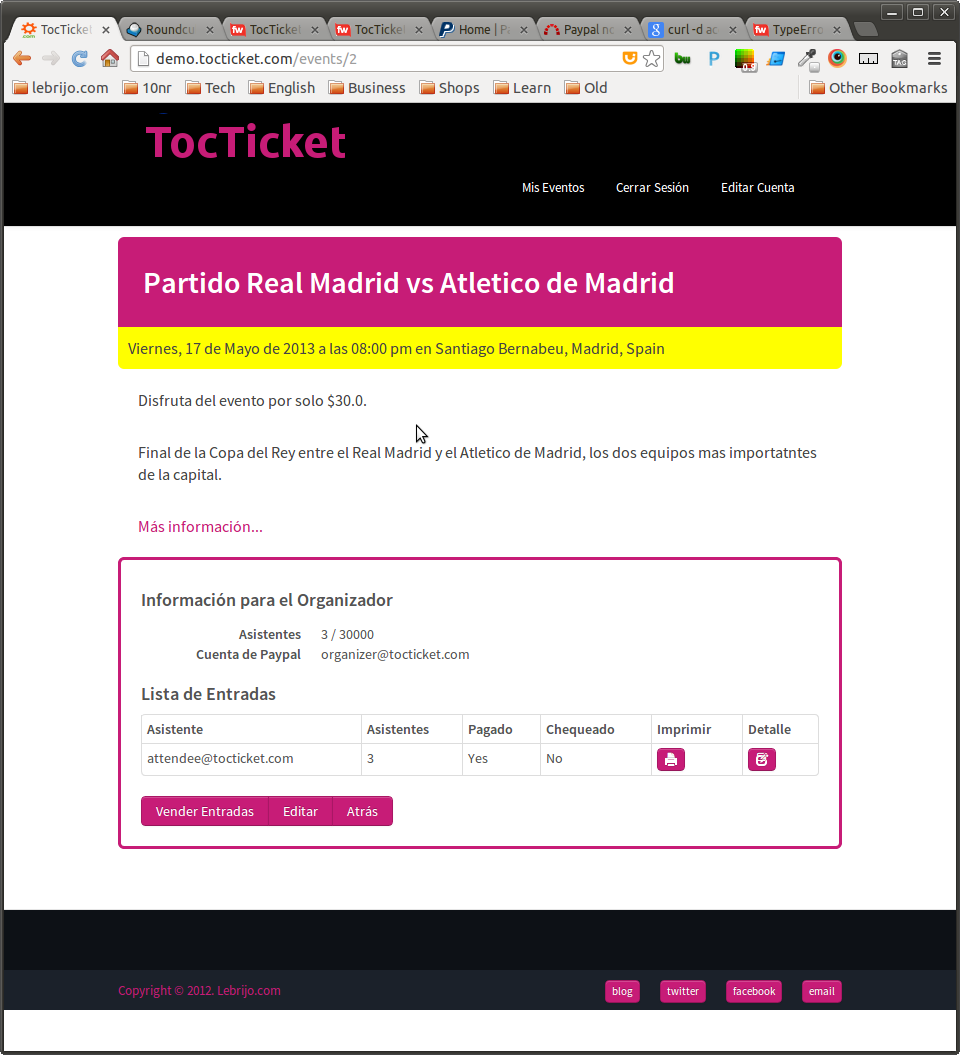 TocTicket
Roundcu
TocTicket
TocTicket
Home | Pa
Paypal no
curl -d ac
TypeErro
demo.tocticket.com/events/2
bw
P
0.9
TAG
lebrijo.com
10nr
Tech
English
Business
Shops
Learn
Old
Other Bookmarks
TocTicket
Mis Eventos
Cerrar Sesión
Editar Cuenta
Partido Real Madrid vs Atletico de Madrid
Viernes, 17 de Mayo de 2013 a las 08:00 pm en Santiago Bernabeu, Madrid, Spain
Disfruta del evento por solo $30.0.
Final de la Copa del Rey entre el Real Madrid y el Atletico de Madrid, los dos equipos mas importatntes
de la capital.
Más información...
Información para el Organizador
Asistentes 3 / 30000
Cuenta de Paypal organizer@tocticket.com
Lista de Entradas
Asistente Asistentes Pagado Chequeado Imprimir Detalle
attendee@tocticket.com 3 Yes No
Vender Entradas Editar Atrás
Copyright © 2012. Lebrijo.com
blog twitter facebook email